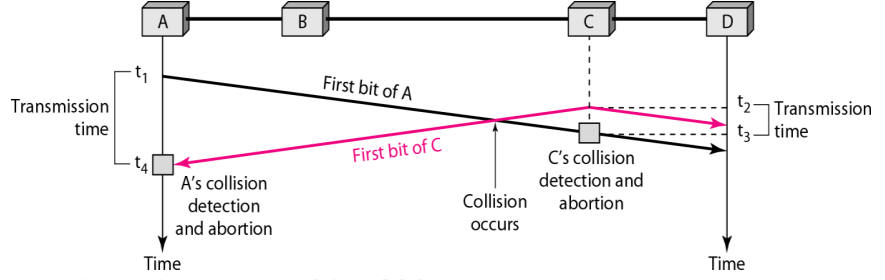 A
B
C
D
t1
First bit of A
Transmission
time
t2
Transmission
time
t3
t4
First bit of C
A's collision
detection
and abortion
C's collision
detection and
abortion
Collision
occurs
Time
Time